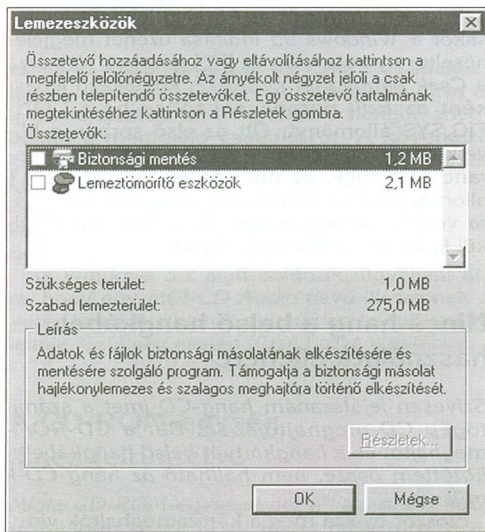 Lemezeszközök
Összetevő hozzáadásához vagy eltávolításához kattintson a
megfelelő jelölőnégyzetre. Az árnyékolt négyzet jelöli a csak
részben telepítendő összetevőket. Egy összetevő tartalmának
megtekintéséhez kattintson a Részletek gombra.
Összetevők:
Biztonsági mentés 1,2 MB
Lemeztömörítő eszközök 2,1 MB
Szükséges terület: 1,0 MB
Szabad lemezterület: 275,0 MB
Leírás
Adatok és fájlok biztonsági másolatának elkészítésére és
mentésére szolgáló program. Támogatja a biztonsági másolat
hajlékonylemezes és szalagos meghajtóra történő elkészítését.
Részletek...
OK Mégse